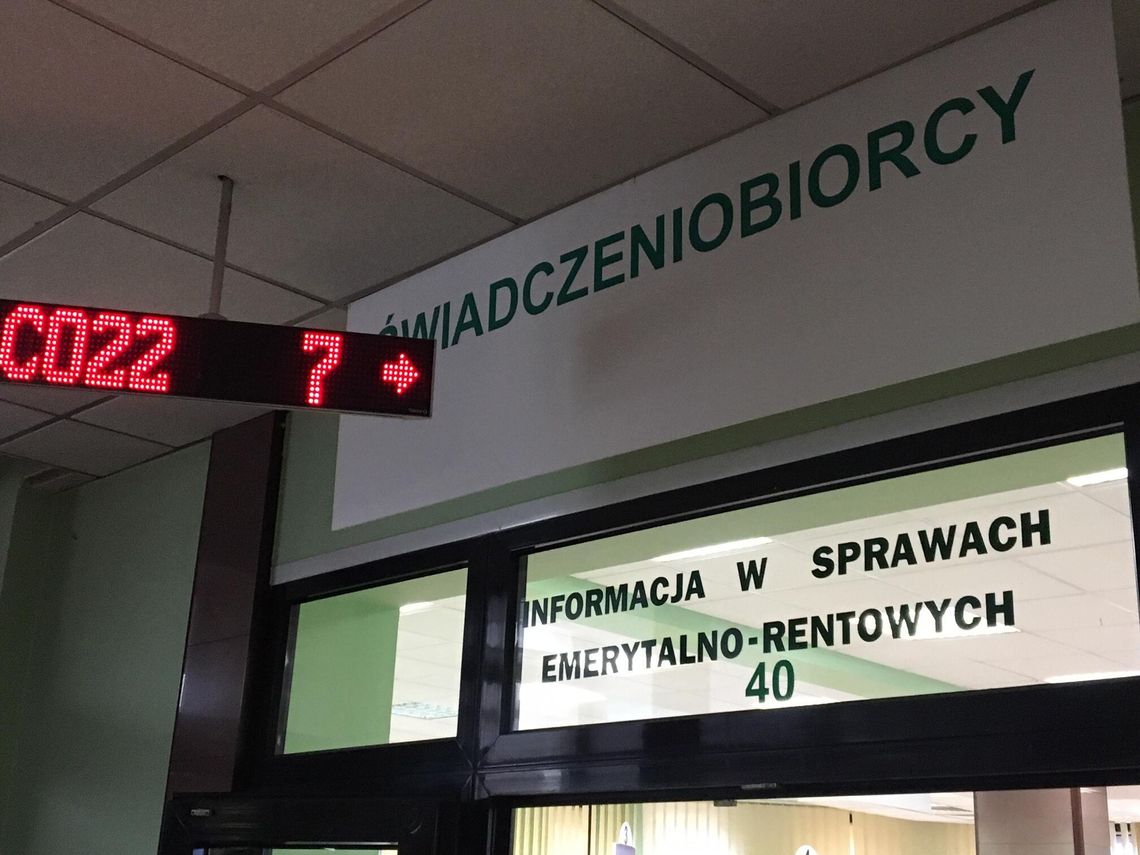 ŚWIADCZENIOBIORCY
C022 7 →
INFORMACJA W SPRAWACH
EMERYTALNO-RENTOWYCH
40